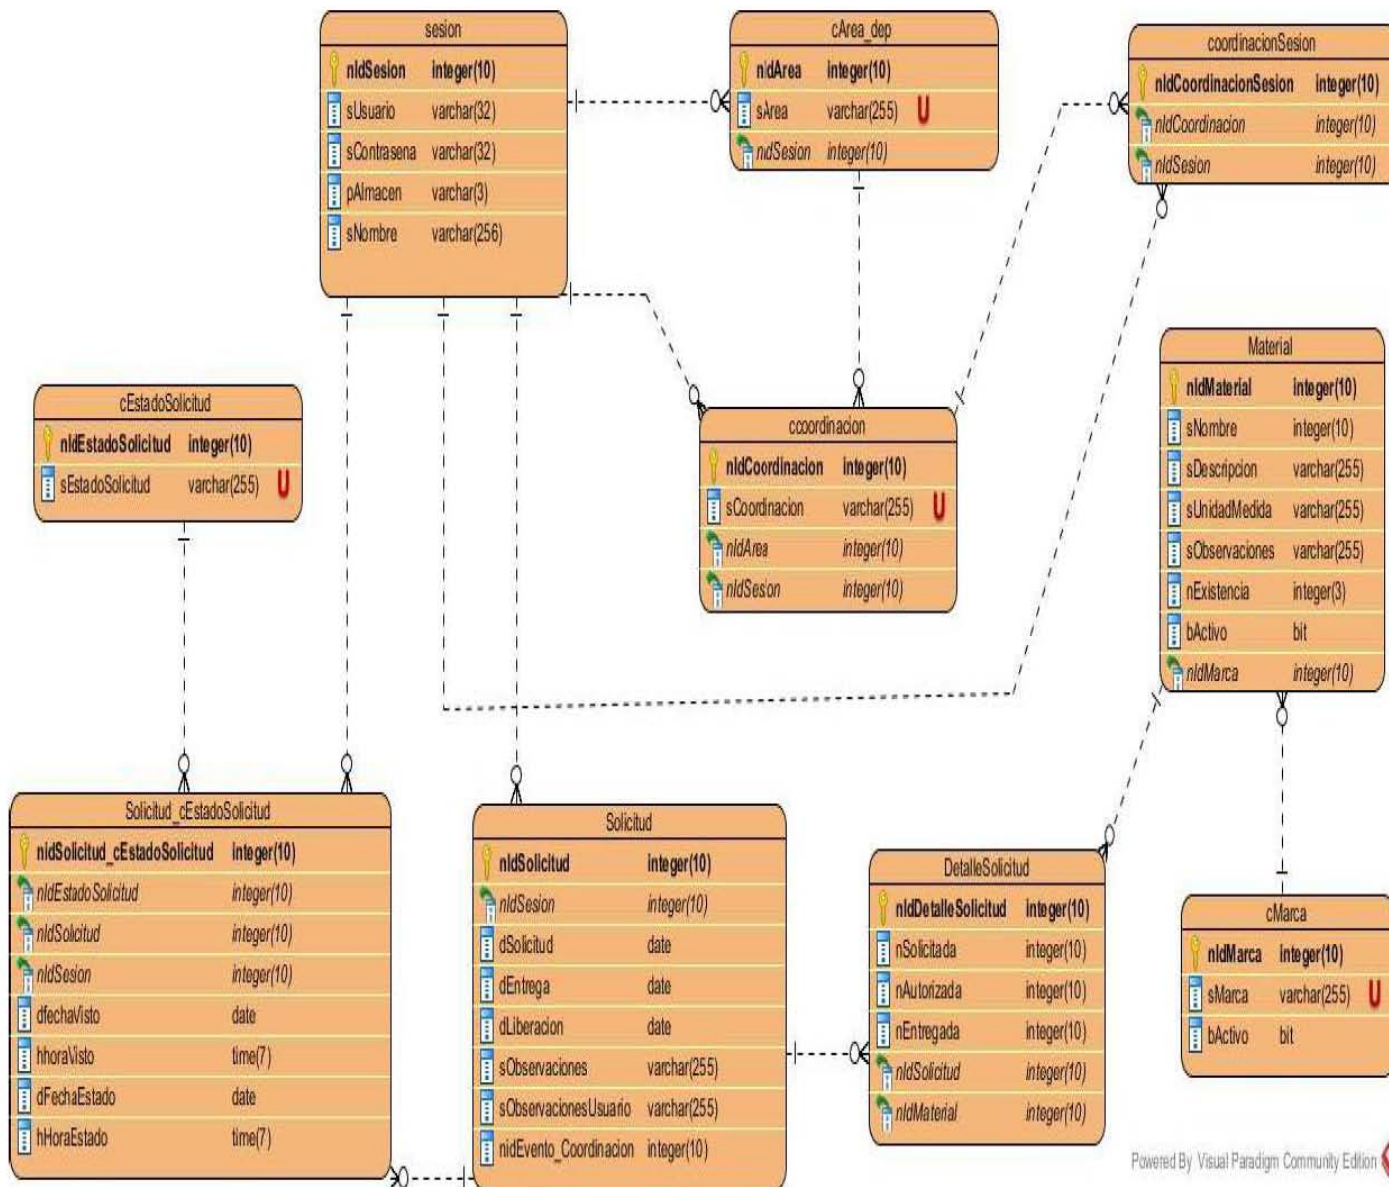 sesion
nIdSesion integer(10)
sUsuario varchar(32)
sContrasena varchar(32)
pAlmacen varchar(3)
sNombre varchar(256)
cArea_dep
nIdArea integer(10)
sArea varchar(255) U
nIdSesion integer(10)
coordinacionSesion
nIdCoordinacionSesion integer(10)
nIdCoordinacion integer(10)
nIdSesion integer(10)
cEstadoSolicitud
nIdEstadoSolicitud integer(10)
sEstadoSolicitud varchar(255) U
ccoordinacion
nIdCoordinacion integer(10)
sCoordinacion varchar(255) U
nIdArea integer(10)
nIdSesion integer(10)
Material
nIdMaterial integer(10)
sNombre integer(10)
sDescripcion varchar(255)
sUnidadMedida varchar(255)
sObservaciones varchar(255)
nExistencia integer(3)
bActivo bit
nIdMarca integer(10)
Solicitud_cEstadoSolicitud
nidSolicitud_cEstadoSolicitud integer(10)
nIdEstadoSolicitud integer(10)
nIdSolicitud integer(10)
nIdSesion integer(10)
dfechaVisto date
hhoraVisto time(7)
dFechaEstado date
hHoraEstado time(7)
Solicitud
nIdSolicitud integer(10)
nIdSesion integer(10)
dSolicitud date
dEntrega date
dLiberacion date
sObservaciones varchar(255)
sObservacionesUsuario varchar(255)
nidEvento_Coordinacion integer(10)
DetalleSolicitud
nIdDetalleSolicitud integer(10)
nSolicitada integer(10)
nAutorizada integer(10)
nEntregada integer(10)
nIdSolicitud integer(10)
nIdMaterial integer(10)
cMarca
nIdMarca integer(10)
sMarca varchar(255) U
bActivo bit
Powered By Visual Paradigm Community Edition